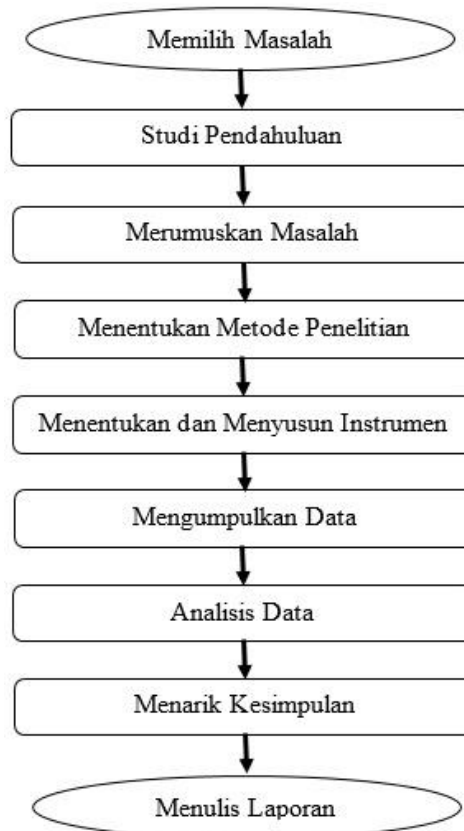 Memilih Masalah
Studi Pendahuluan
Merumuskan Masalah
Menentukan Metode Penelitian
Menentukan dan Menyusun Instrumen
Mengumpulkan Data
Analisis Data
Menarik Kesimpulan
Menulis Laporan